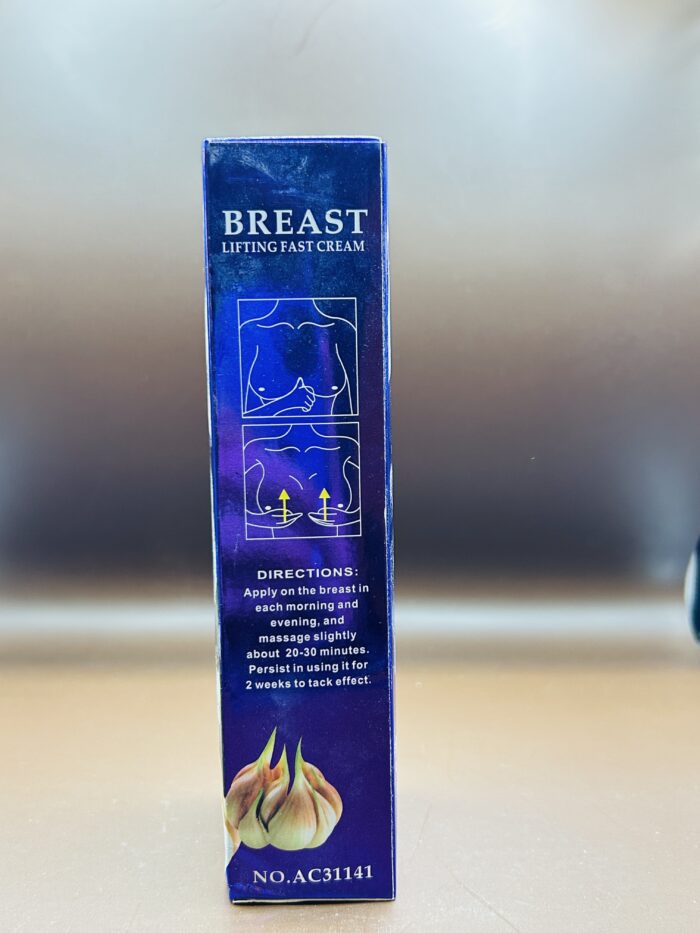 BREAST
LIFTING FAST CREAM
DIRECTIONS:
Apply on the breast in
each morning and
evening, and
massage slightly
about 20-30 minutes.
Persist in using it for
2 weeks to tack effect.
NO.AC31141